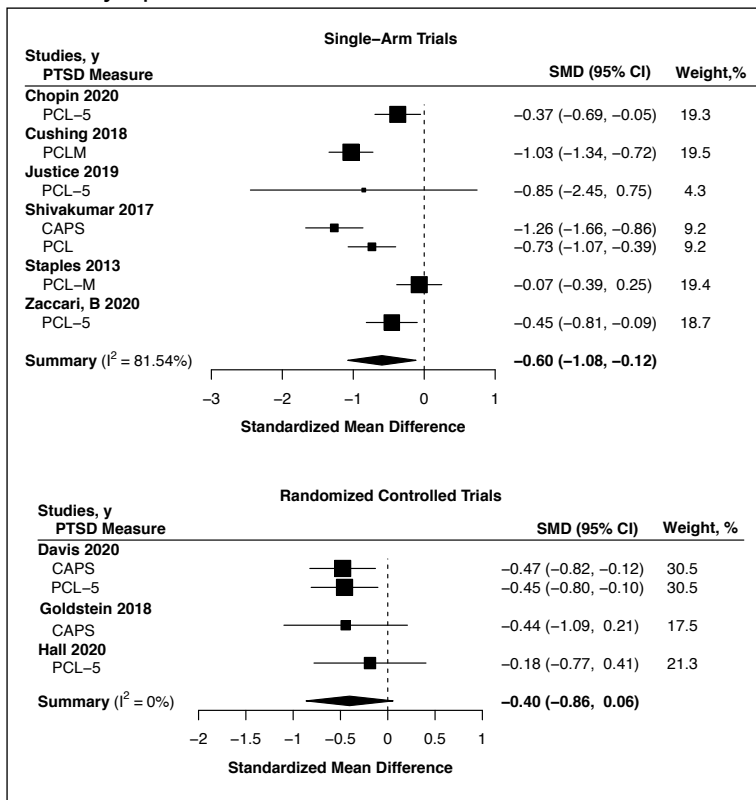 Single–Arm Trials
Studies, y
PTSD Measure SMD (95% CI) Weight,%
Chopin 2020
PCL-5 −0.37 (−0.69, −0.05) 19.3
Cushing 2018
PCLM −1.03 (−1.34, −0.72) 19.5
Justice 2019
PCL-5 −0.85 (−2.45, 0.75) 4.3
Shivakumar 2017
CAPS −1.26 (−1.66, −0.86) 9.2
PCL −0.73 (−1.07, −0.39) 9.2
Staples 2013
PCL-M −0.07 (−0.39, 0.25) 19.4
Zaccari, B 2020
PCL-5 −0.45 (−0.81, −0.09) 18.7
Summary (I² = 81.54%) −0.60 (−1.08, −0.12)
−3 −2 −1 0 1
Standardized Mean Difference
Randomized Controlled Trials
Studies, y
PTSD Measure SMD (95% CI) Weight, %
Davis 2020
CAPS −0.47 (−0.82, −0.12) 30.5
PCL−5 −0.45 (−0.80, −0.10) 30.5
Goldstein 2018
CAPS −0.44 (−1.09, 0.21) 17.5
Hall 2020
PCL-5 −0.18 (−0.77, 0.41) 21.3
Summary (I² = 0%) −0.40 (−0.86, 0.06)
−2 −1.5 −1 −0.5 0 0.5 1
Standardized Mean Difference